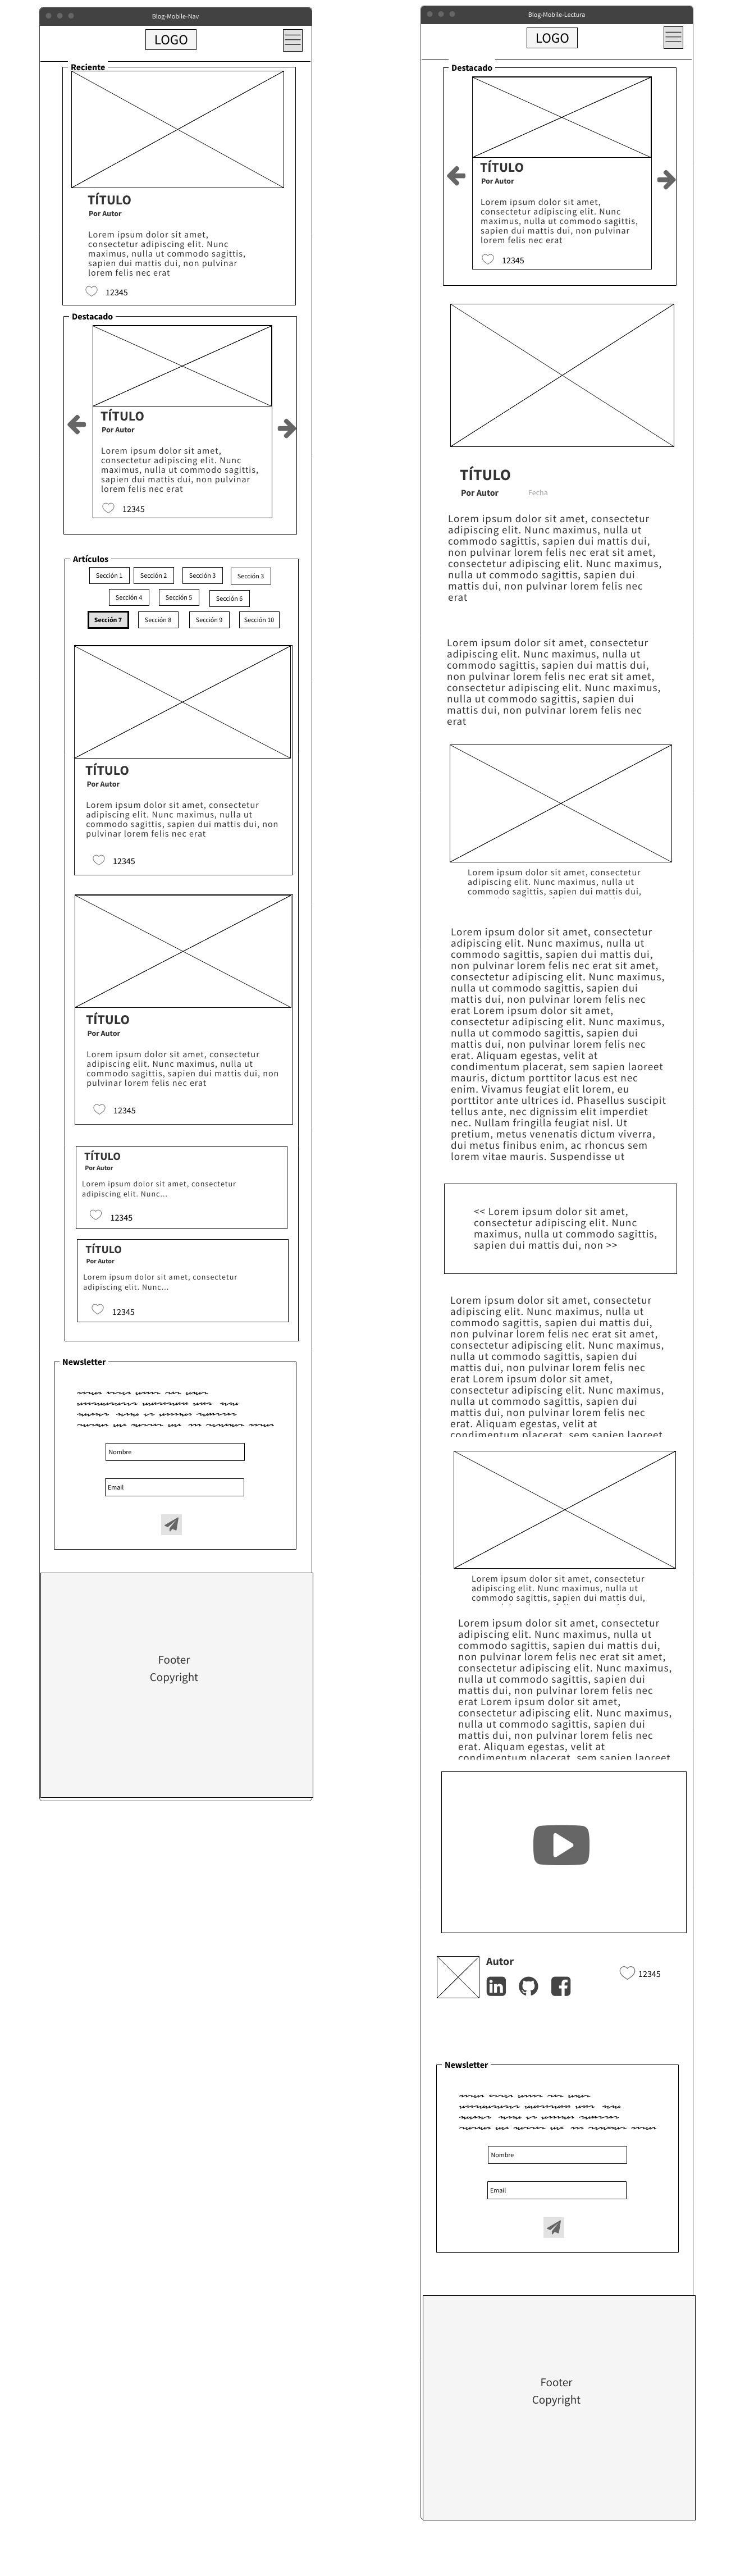 Blog-Mobile-Nav
LOGO
Reciente
TÍTULO
Por Autor
Lorem ipsum dolor sit amet,
consectetur adipiscing elit. Nunc
maximus, nulla ut commodo sagittis,
sapien dui mattis dui, non pulvinar
lorem felis nec erat
12345
Destacado
TÍTULO
Por Autor
Lorem ipsum dolor sit amet,
consectetur adipiscing elit. Nunc
maximus, nulla ut commodo sagittis,
sapien dui mattis dui, non pulvinar
lorem felis nec erat
12345
Artículos
Sección 1
Sección 2
Sección 3
Sección 3
Sección 4
Sección 5
Sección 6
Sección 7
Sección 8
Sección 9
Sección 10
TÍTULO
Por Autor
Lorem ipsum dolor sit amet, consectetur
adipiscing elit. Nunc maximus, nulla ut
commodo sagittis, sapien dui mattis dui, non
pulvinar lorem felis nec erat
12345
TÍTULO
Por Autor
Lorem ipsum dolor sit amet, consectetur
adipiscing elit. Nunc maximus, nulla ut
commodo sagittis, sapien dui mattis dui, non
pulvinar lorem felis nec erat
12345
TÍTULO
Por Autor
Lorem ipsum dolor sit amet, consectetur
adipiscing elit. Nunc...
12345
TÍTULO
Por Autor
Lorem ipsum dolor sit amet, consectetur
adipiscing elit. Nunc...
12345
Newsletter
Nombre
Email
Footer
Copyright
Blog-Mobile-Lectura
LOGO
Destacado
TÍTULO
Por Autor
Lorem ipsum dolor sit amet,
consectetur adipiscing elit. Nunc
maximus, nulla ut commodo sagittis,
sapien dui mattis dui, non pulvinar
lorem felis nec erat
12345
TÍTULO
Por Autor Fecha
Lorem ipsum dolor sit amet, consectetur
adipiscing elit. Nunc maximus, nulla ut
commodo sagittis, sapien dui mattis dui,
non pulvinar lorem felis nec erat sit amet,
consectetur adipiscing elit. Nunc maximus,
nulla ut commodo sagittis, sapien dui
mattis dui, non pulvinar lorem felis nec
erat
Lorem ipsum dolor sit amet, consectetur
adipiscing elit. Nunc maximus, nulla ut
commodo sagittis, sapien dui mattis dui,
non pulvinar lorem felis nec erat sit amet,
consectetur adipiscing elit. Nunc maximus,
nulla ut commodo sagittis, sapien dui
mattis dui, non pulvinar lorem felis nec
erat
Lorem ipsum dolor sit amet, consectetur
adipiscing elit. Nunc maximus, nulla ut
commodo sagittis, sapien dui mattis dui,
Lorem ipsum dolor sit amet, consectetur
adipiscing elit. Nunc maximus, nulla ut
commodo sagittis, sapien dui mattis dui,
non pulvinar lorem felis nec erat sit amet,
consectetur adipiscing elit. Nunc maximus,
nulla ut commodo sagittis, sapien dui
mattis dui, non pulvinar lorem felis nec
erat Lorem ipsum dolor sit amet,
consectetur adipiscing elit. Nunc maximus,
nulla ut commodo sagittis, sapien dui
mattis dui, non pulvinar lorem felis nec
erat. Aliquam egestas, velit at
condimentum placerat, sem sapien laoreet
mauris, dictum porttitor lacus est nec
enim. Vivamus feugiat elit lorem, eu
porttitor ante ultrices id. Phasellus suscipit
tellus ante, nec dignissim elit imperdiet
nec. Nullam fringilla feugiat nisl. Ut
pretium, metus venenatis dictum viverra,
dui metus finibus enim, ac rhoncus sem
lorem vitae mauris. Suspendisse ut
<< Lorem ipsum dolor sit amet,
consectetur adipiscing elit. Nunc
maximus, nulla ut commodo sagittis,
sapien dui mattis dui, non >>
Lorem ipsum dolor sit amet, consectetur
adipiscing elit. Nunc maximus, nulla ut
commodo sagittis, sapien dui mattis dui,
non pulvinar lorem felis nec erat sit amet,
consectetur adipiscing elit. Nunc maximus,
nulla ut commodo sagittis, sapien dui
mattis dui, non pulvinar lorem felis nec
erat Lorem ipsum dolor sit amet,
consectetur adipiscing elit. Nunc maximus,
nulla ut commodo sagittis, sapien dui
mattis dui, non pulvinar lorem felis nec
erat. Aliquam egestas, velit at
condimentum placerat, sem sapien laoreet
Lorem ipsum dolor sit amet, consectetur
adipiscing elit. Nunc maximus, nulla ut
commodo sagittis, sapien dui mattis dui,
Lorem ipsum dolor sit amet, consectetur
adipiscing elit. Nunc maximus, nulla ut
commodo sagittis, sapien dui mattis dui,
non pulvinar lorem felis nec erat sit amet,
consectetur adipiscing elit. Nunc maximus,
nulla ut commodo sagittis, sapien dui
mattis dui, non pulvinar lorem felis nec
erat Lorem ipsum dolor sit amet,
consectetur adipiscing elit. Nunc maximus,
nulla ut commodo sagittis, sapien dui
mattis dui, non pulvinar lorem felis nec
erat. Aliquam egestas, velit at
condimentum placerat, sem sapien laoreet
Autor
12345
Newsletter
Nombre
Email
Footer
Copyright